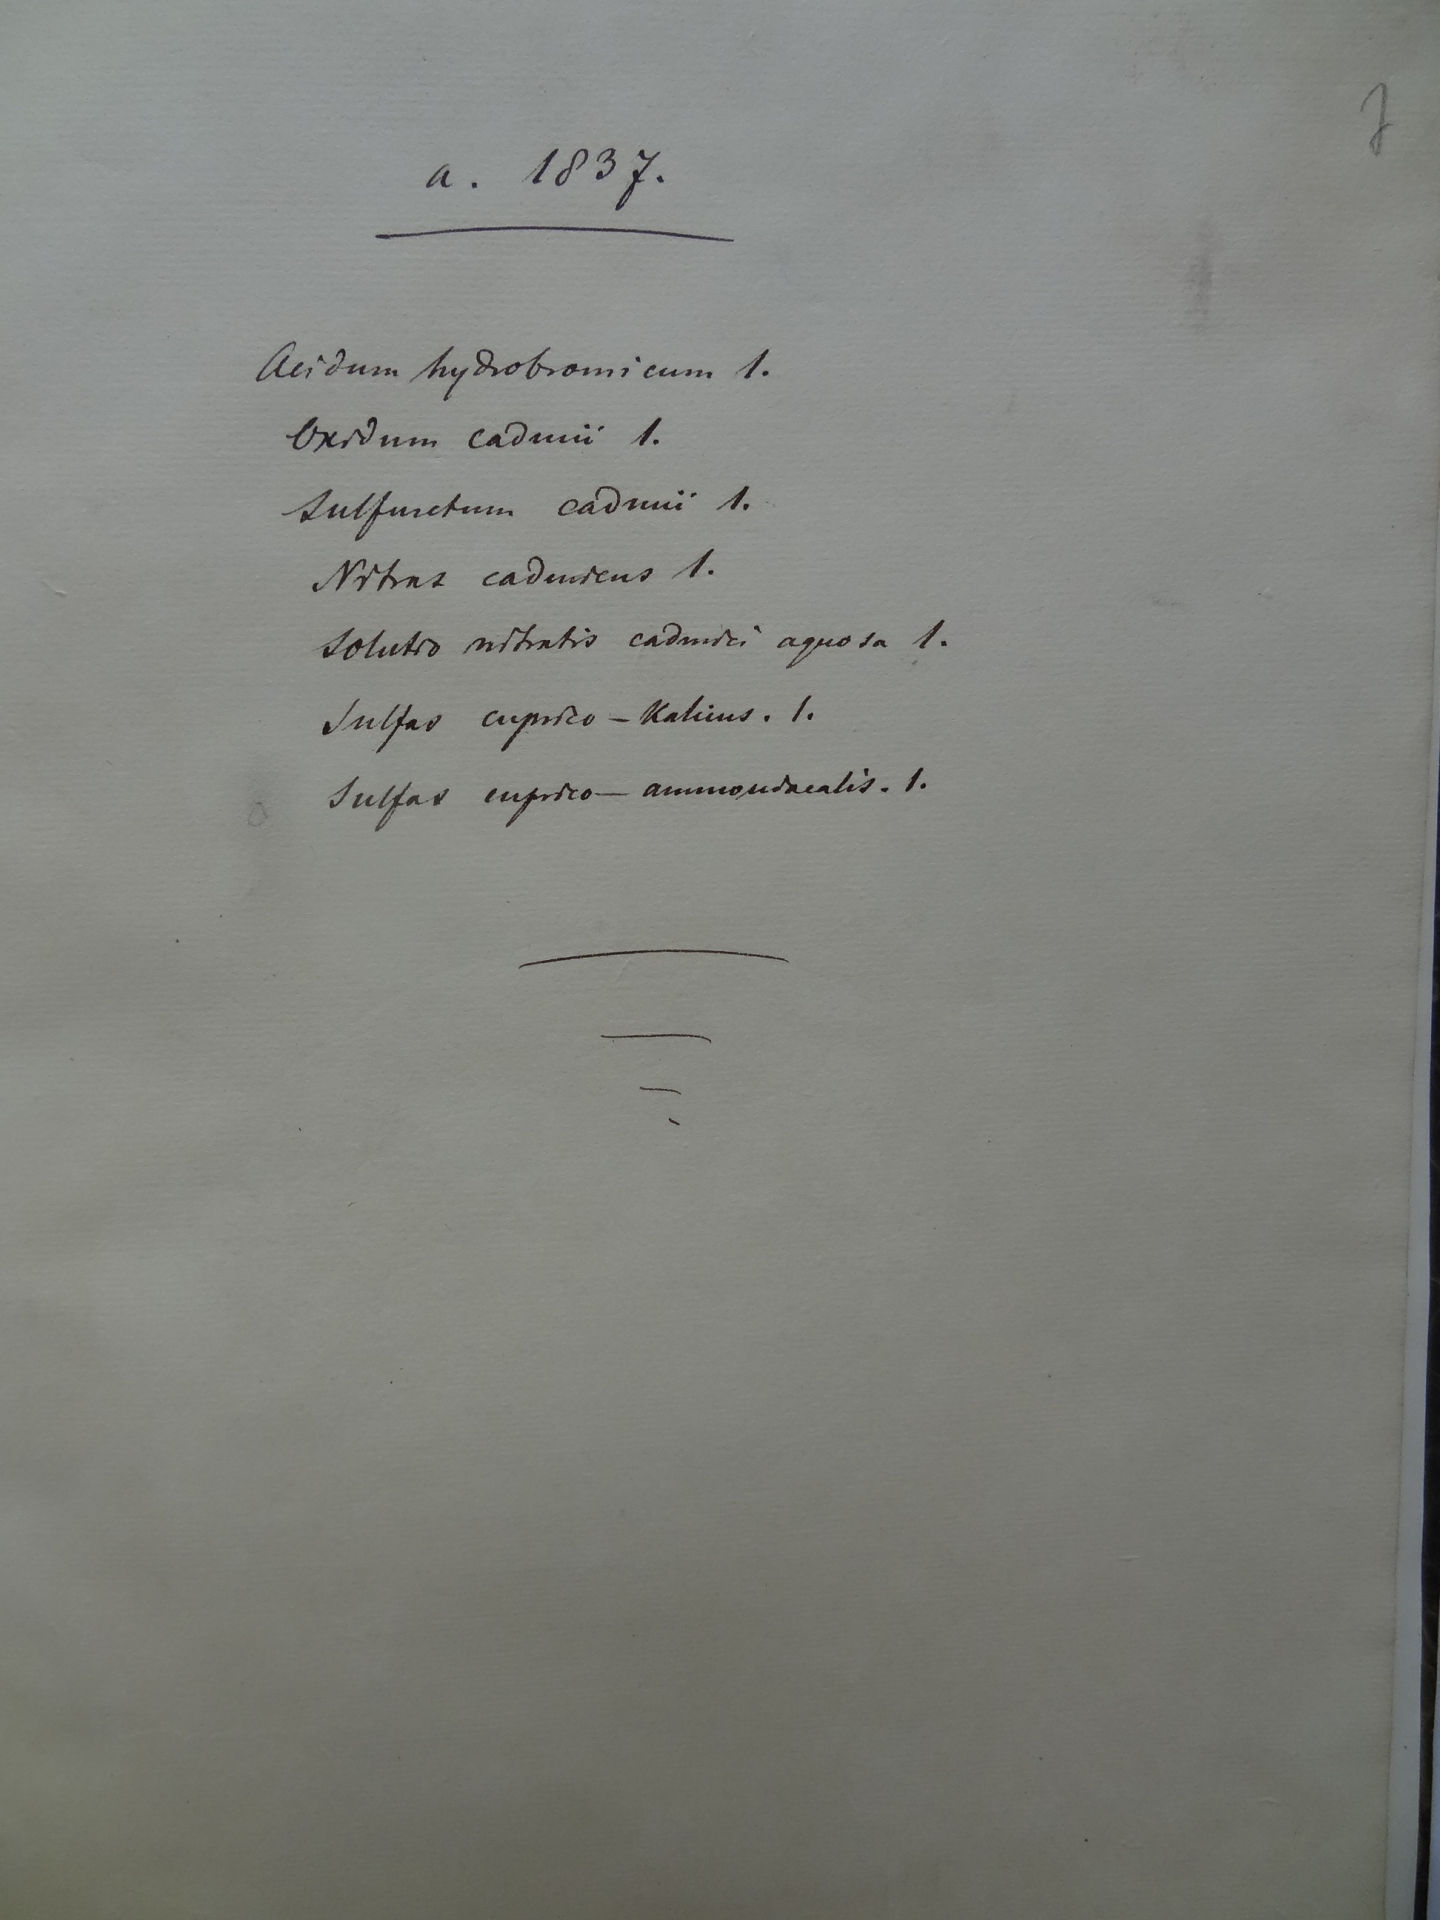 7
a. 1837.
Acidum hydrobromicum 1.
Oxidum cadmii 1.
Sulfuretum cadmii 1.
Nitras cadmicus 1.
Solutio nitratis cadmici aquosa 1.
Sulfas cuprico - Kalicus. 1.
Sulfas cuprico - ammoniacalis. 1.